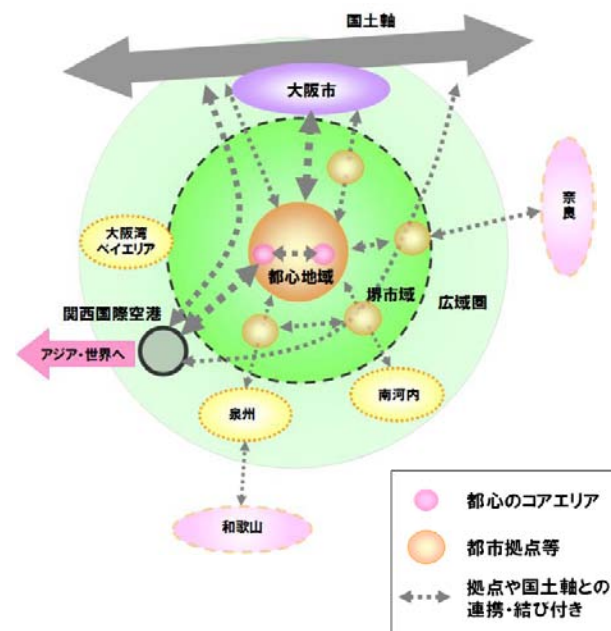 国土軸
大阪市
奈良
大阪湾
ベイエリア
都心地域
堺市域
広域圏
関西国際空港
アジア・世界へ
南河内
泉州
和歌山
都心のコアエリア
都市拠点等
拠点や国土軸との
連携・結び付き